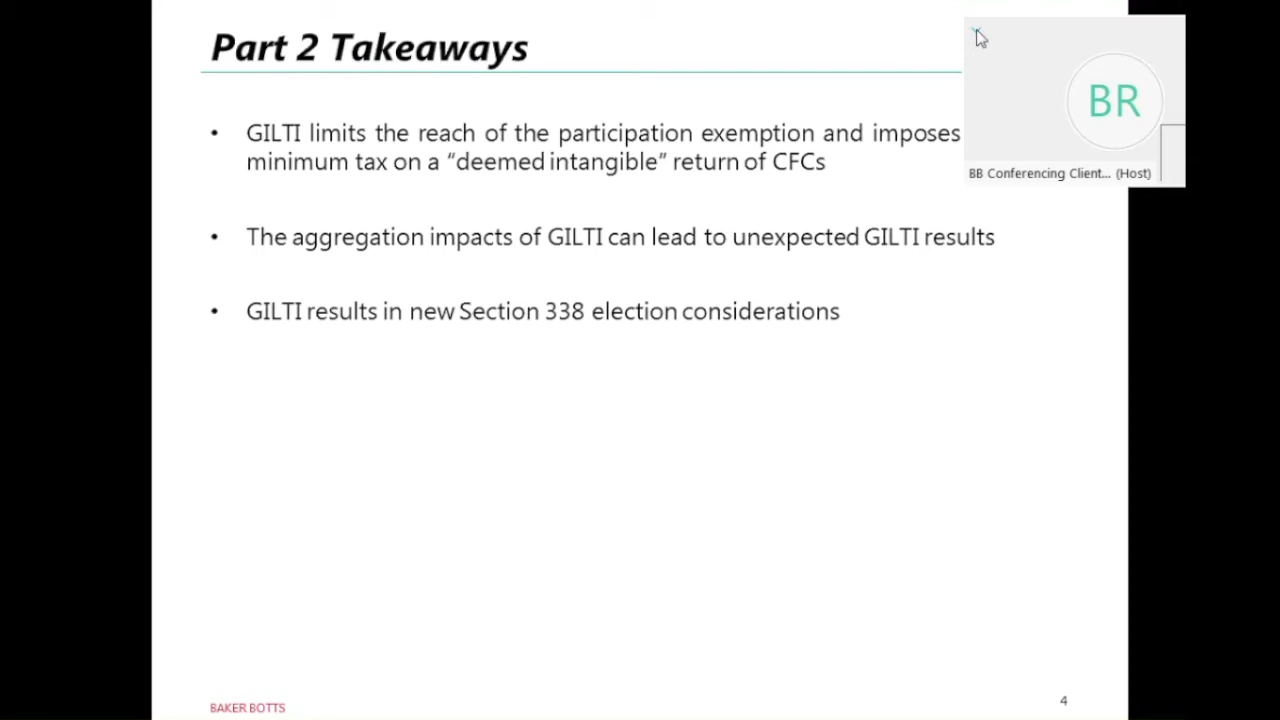 Part 2 Takeaways
BR
BB Conferencing Client... (Host)
• GILTI limits the reach of the participation exemption and imposes
minimum tax on a “deemed intangible” return of CFCs
• The aggregation impacts of GILTI can lead to unexpected GILTI results
• GILTI results in new Section 338 election considerations
BAKER BOTTS
4